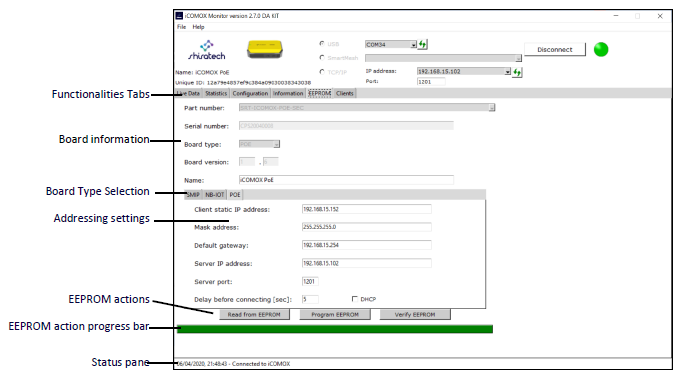 iCOMOX Monitor version 2.7.0 DA KIT
File Help
shiratech
USB
COM34
SmartMesh:
TCP/IP
Disconnect
Name: iCOMOX PoE
IP address:
192.168.15.102
Port:
1201
Functionalities Tabs
Live Data Statistics Configuration Information EEPROM Clients
Part number:
Serial number:
Board information
Board type:
POE
Board version:
Name:
iCOMOX PoE
Board Type Selection
SMIP NB-IOT POE
Client static IP address:
192.168.15.152
Addressing settings
Mask address:
255.255.255.0
Default gateway:
192.168.15.254
Server IP address:
192.168.15.102
Server port:
1201
Delay before connecting [sec]:
5
DHCP
EEPROM actions
Read from EEPROM Program EEPROM Verify EEPROM
EEPROM action progress bar
Status pane
06/04/2020, 21:48:43 - Connected to iCOMOX